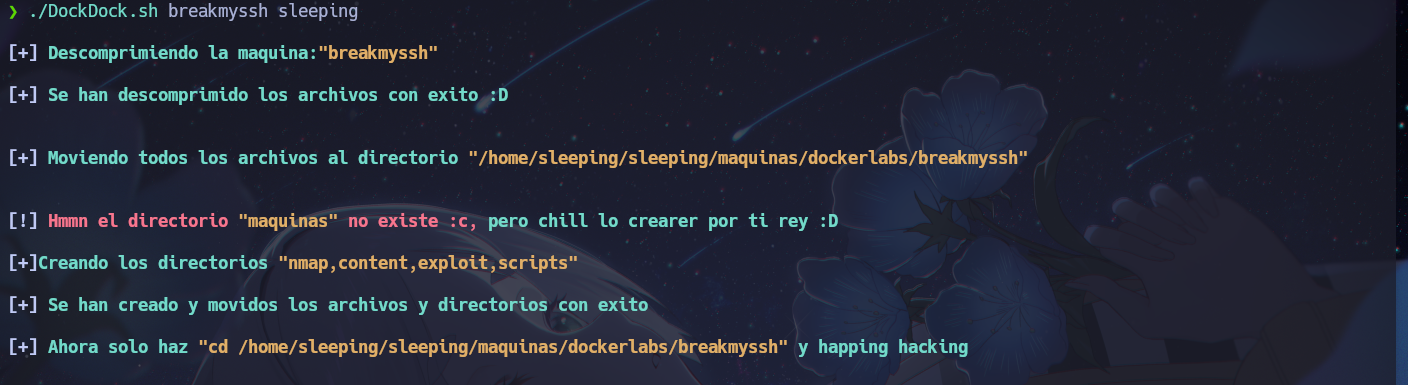 ❯ ./DockDock.sh breakmyssh sleeping
[+] Descomprimiendo la maquina:"breakmyssh"
[+] Se han descomprimido los archivos con exito :D
[+] Moviendo todos los archivos al directorio "/home/sleeping/sleeping/maquinas/dockerlabs/breakmyssh"
[!] Hmmn el directorio "maquinas" no existe :c, pero chill lo crearer por ti rey :D
[+]Creando los directorios "nmap,content,exploit,scripts"
[+] Se han creado y movidos los archivos y directorios con exito
[+] Ahora solo haz "cd /home/sleeping/sleeping/maquinas/dockerlabs/breakmyssh" y happing hacking